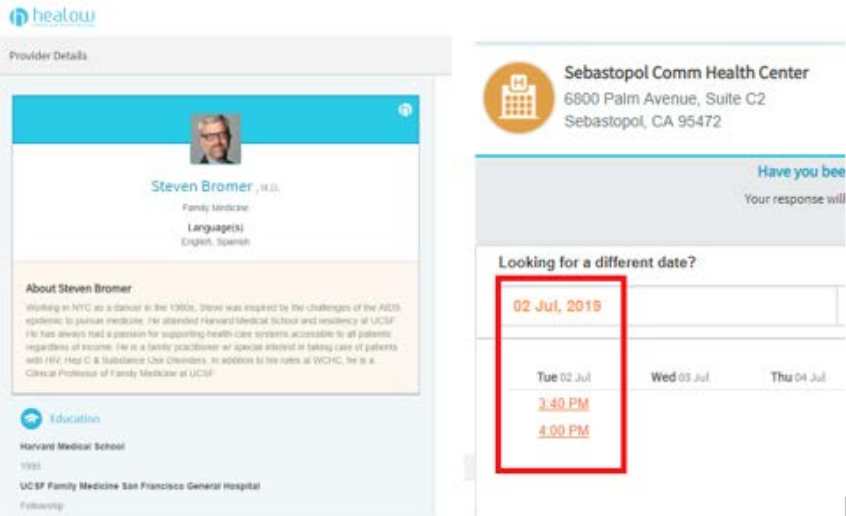 healow
Provider Details
Steven Bromer, M.D.
Family Medicine
Language(s)
English, Spanish
About Steven Bromer
Working in NYC as a dancer in the 1980s, Steve was inspired by the challenges of the AIDS
epidemic to pursue medicine. He attended Harvard Medical School and residency at UCSF.
He has always had a passion for supporting health care systems accessible to all patients
regardless of income. He is a family practitioner w/ special interest in taking care of patients
with HIV, Hep C & Substance Use Disorders. In addition to his roles at WCHC, he is a
Clinical Professor of Family Medicine at UCSF
Education
Harvard Medical School
UCSF Family Medicine San Francisco General Hospital
Fellowship
Sebastopol Comm Health Center
6800 Palm Avenue, Suite C2
Sebastopol, CA 95472
Have you bee
Your response will
Looking for a different date?
02 Jul, 2019
Tue 02 Jul Wed 03 Jul Thu 04 Jul
3:40 PM
4:00 PM